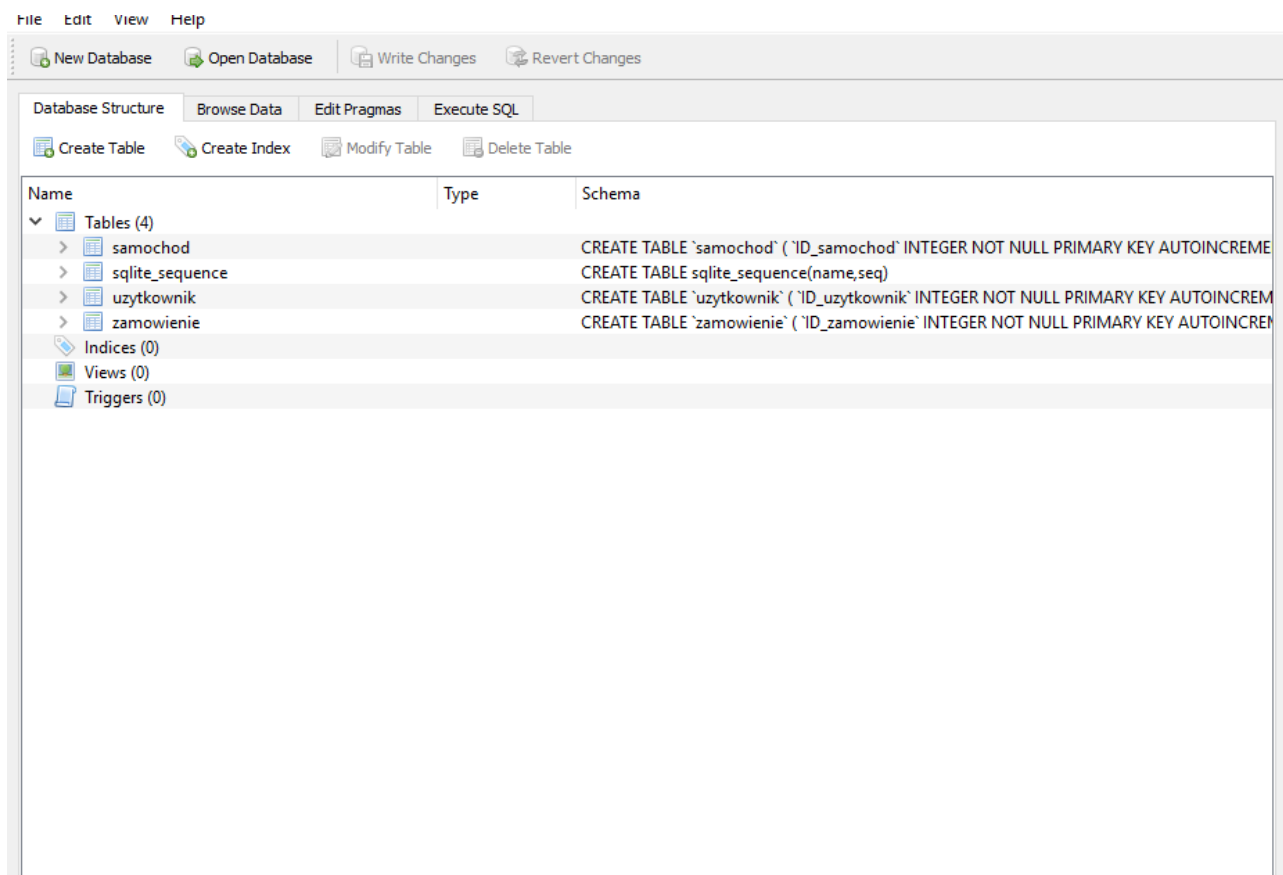 File Edit View Help
New Database Open Database Write Changes Revert Changes
Database Structure Browse Data Edit Pragmas Execute SQL
Create Table Create Index Modify Table Delete Table
Name Type Schema
Tables (4)
samochod CREATE TABLE `samochod` ( `ID_samochod` INTEGER NOT NULL PRIMARY KEY AUTOINCREME
sqlite_sequence CREATE TABLE sqlite_sequence(name,seq)
uzytkownik CREATE TABLE `uzytkownik` ( `ID_uzytkownik` INTEGER NOT NULL PRIMARY KEY AUTOINCREM
zamowienie CREATE TABLE `zamowienie` ( `ID_zamowienie` INTEGER NOT NULL PRIMARY KEY AUTOINCREM
Indices (0)
Views (0)
Triggers (0)